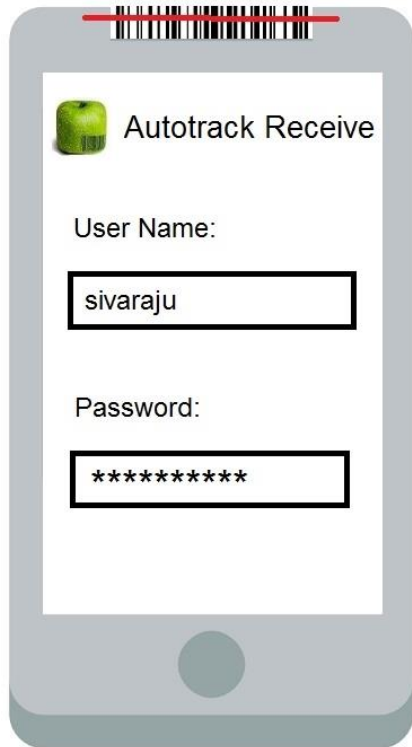 Autotrack Receive
User Name:
sivaraju
Password:
**********